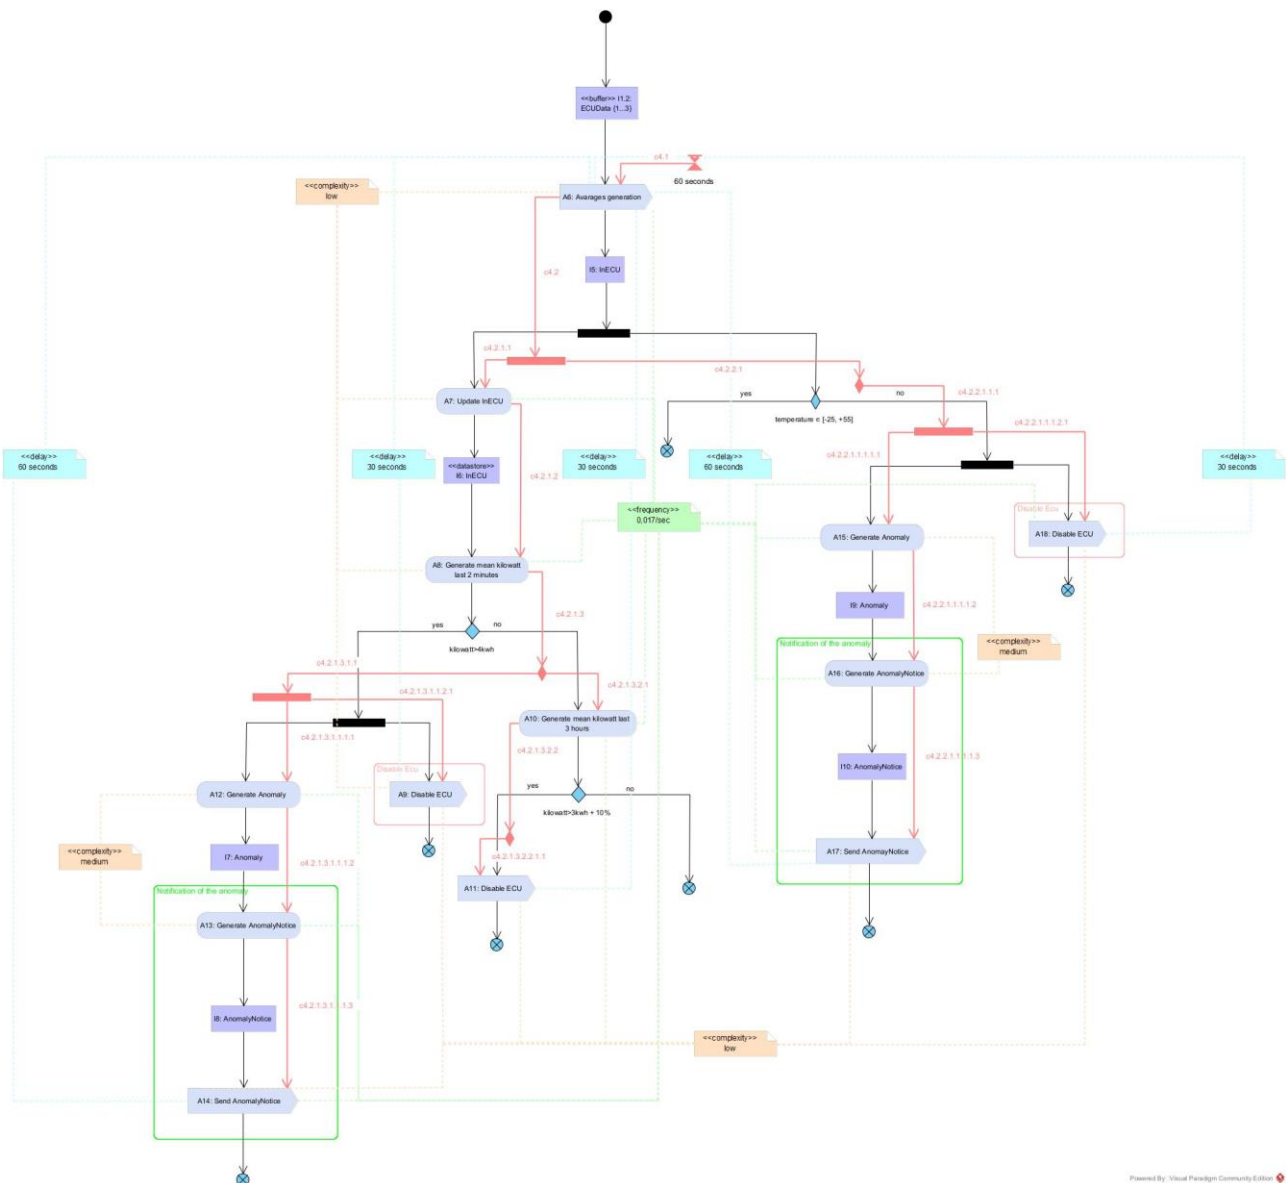 <<buffer>> I1.2:
ECUData {1...3}
c4.1
60 seconds
<<complexity>>
low
A6: Avarages generation
I5: InECU
c4.2
c4.2.1.1
c4.2.2.1
A7: Update InECU
yes
no
temperature ∈ [-25, +55]
c4.2.2.1.1.1
c4.2.2.1.1.1.2.1
c4.2.2.1.1.1.1.1
<<delay>>
60 seconds
<<delay>>
30 seconds
<<datastore>>
I6: InECU
c4.2.1.2
<<delay>>
30 seconds
<<delay>>
60 seconds
<<delay>>
30 seconds
<<frequency>>
0,017/sec
Disable Ecu
A18: Disable ECU
A15: Generate Anomaly
A8: Generate mean kilowatt
last 2 minutes
c4.2.1.3
I9: Anomaly
c4.2.2.1.1.1.1.2
yes
no
kilowatt>4kwh
Notification of the anomaly
<<complexity>>
medium
A16: Generate AnomalyNotice
c4.2.1.3.1.1
c4.2.1.3.1.1.2.1
c4.2.1.3.2.1
A10: Generate mean kilowatt last
3 hours
c4.2.1.3.1.1.1.1
c4.2.1.3.2.2
I10: AnomalyNotice
Disable Ecu
A12: Generate Anomaly
A9: Disable ECU
yes
no
kilowatt>3kwh + 10%
<<complexity>>
medium
I7: Anomaly
c4.2.1.3.1.1.1.2
c4.2.1.3.2.2.1.1
A17: Send AnomayNotice
A11: Disable ECU
Notification of the anomaly
A13: Generate AnomalyNotice
I8: AnomalyNotice
<<complexity>>
low
A14: Send AnomalyNotice
Powered By: Visual Paradigm Community Edition